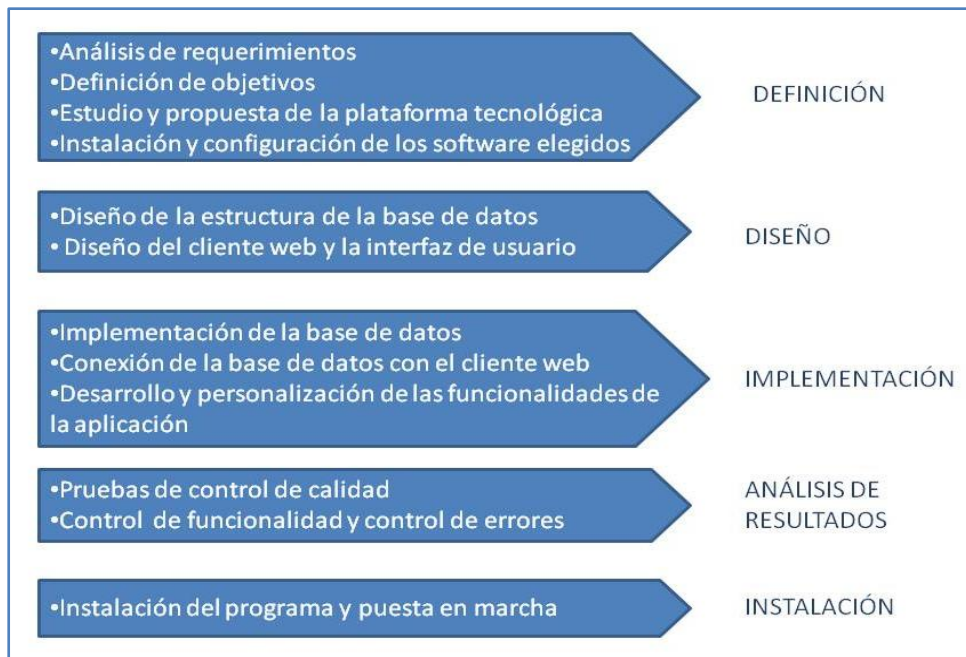 •Análisis de requerimientos
•Definición de objetivos
•Estudio y propuesta de la plataforma tecnológica
•Instalación y configuración de los software elegidos
DEFINICIÓN
•Diseño de la estructura de la base de datos
• Diseño del cliente web y la interfaz de usuario
DISEÑO
•Implementación de la base de datos
•Conexión de la base de datos con el cliente web
•Desarrollo y personalización de las funcionalidades de
la aplicación
IMPLEMENTACIÓN
•Pruebas de control de calidad
•Control de funcionalidad y control de errores
ANÁLISIS DE
RESULTADOS
•Instalación del programa y puesta en marcha
INSTALACIÓN